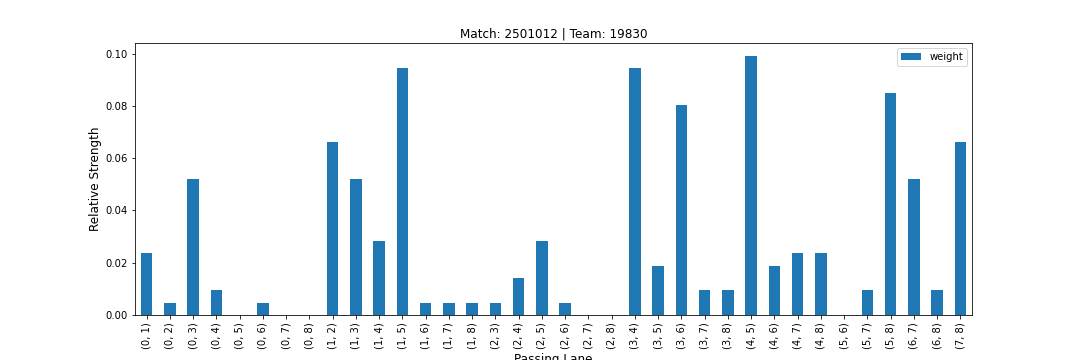 Match: 2501012 | Team: 19830
weight
Relative Strength
0.10
0.08
0.06
0.04
0.02
0.00
(0, 1) (0, 2) (0, 3) (0, 4) (0, 5) (0, 6) (0, 7) (0, 8) (1, 2) (1, 3) (1, 4) (1, 5) (1, 6) (1, 7) (1, 8) (2, 3) (2, 4) (2, 5) (2, 6) (2, 7) (2, 8) (3, 4) (3, 5) (3, 6) (3, 7) (3, 8) (4, 5) (4, 6) (4, 7) (4, 8) (5, 6) (5, 7) (5, 8) (6, 7) (6, 8) (7, 8)
Passing Lane